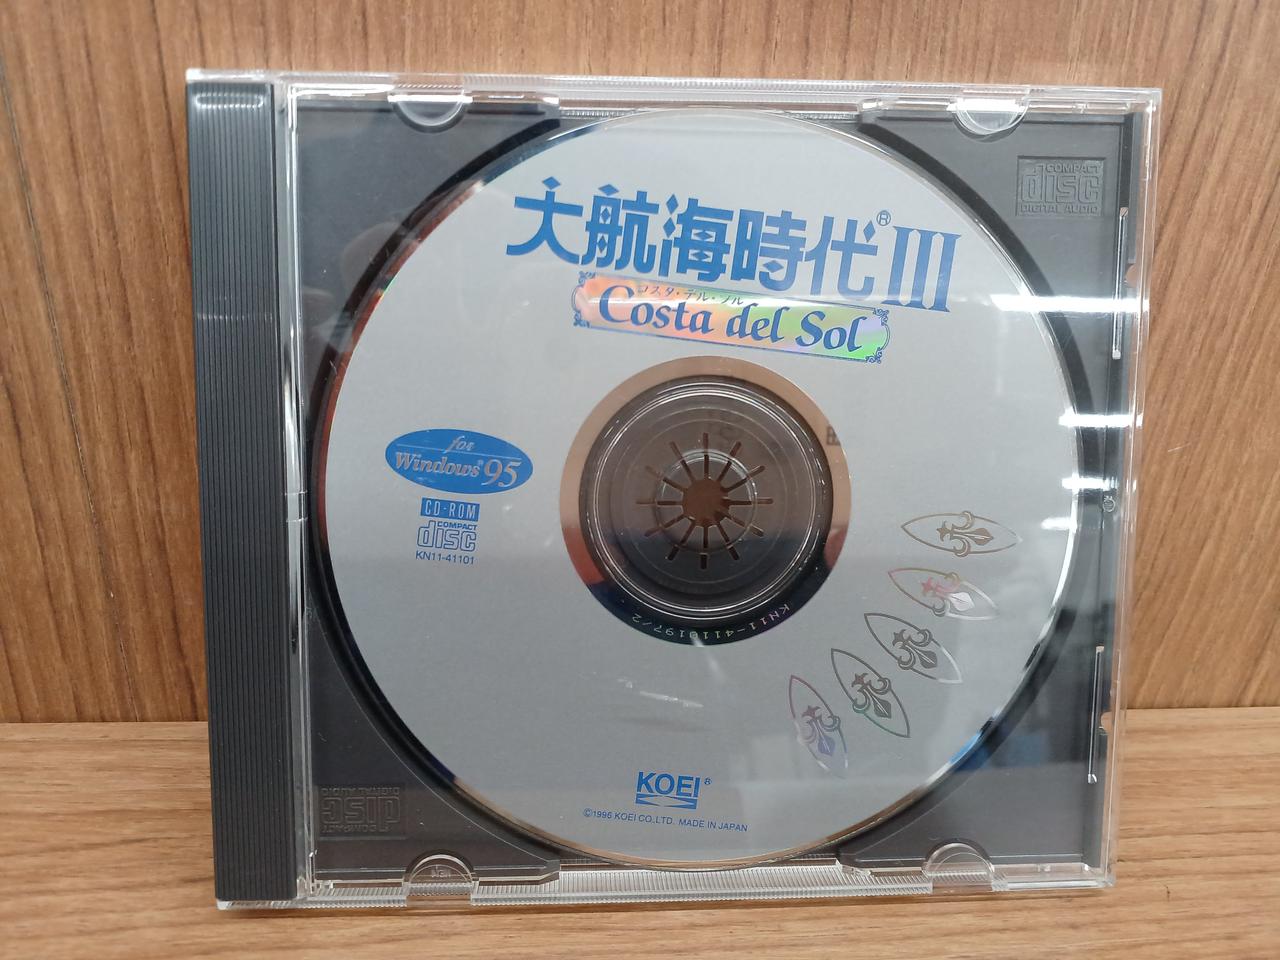 COMPACT
disc
DIGITAL AUDIO
大航海時代® III
コスタ・デル・ソル
Costa del Sol
for
Windows® 95
CD-ROM
COMPACT
disc
KN11-41101
KN11-4110197/2
KOEI®
©1996 KOEI CO.,LTD. MADE IN JAPAN
COMPACT
disc
DIGITAL AUDIO